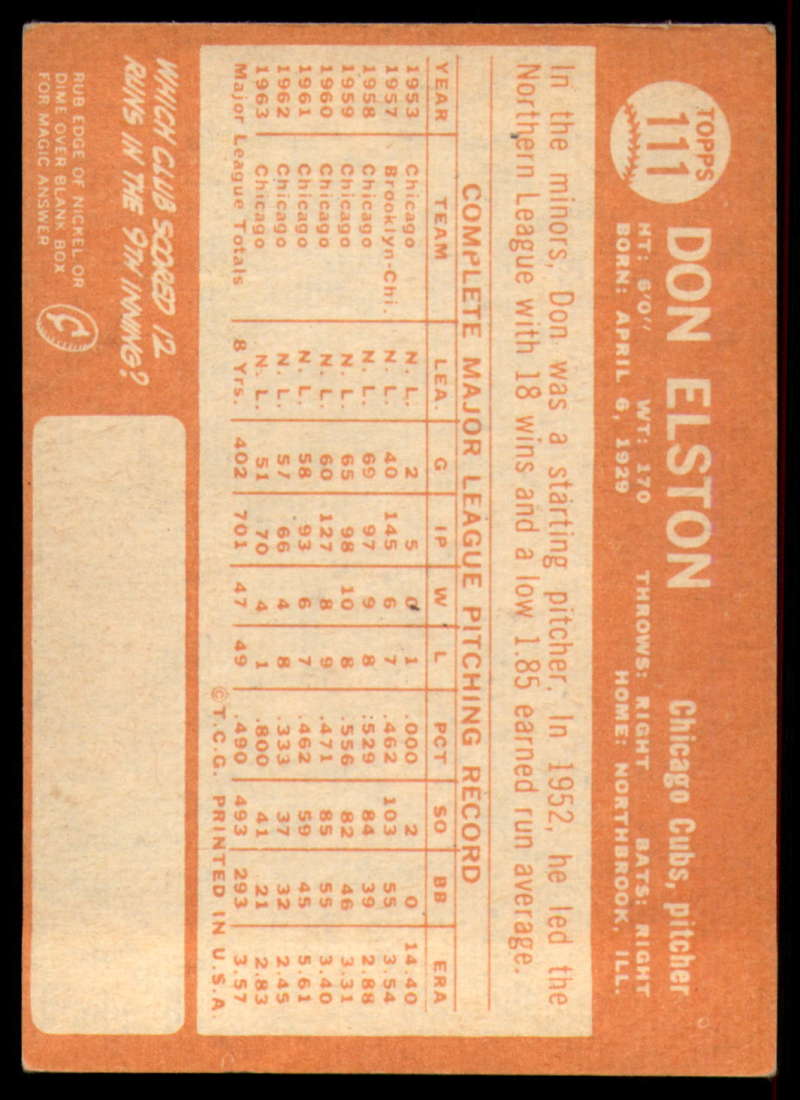 TOPPS
111
DON ELSTON
Chicago Cubs, pitcher
HT: 6'0" WT: 170 THROWS: RIGHT BATS: RIGHT
BORN: APRIL 6, 1929 HOME: NORTHBROOK, ILL.
In the minors, Don was a starting pitcher. In 1952, he led the
Northern League with 18 wins and a low 1.85 earned run average.
COMPLETE MAJOR LEAGUE PITCHING RECORD
YEAR TEAM LEA. G IP W L PCT SO BB ERA
1953 Chicago N. L. 2 5 0 1 .000 2 0 14.40
1957 Brooklyn-Chi. N. L. 40 145 6 7 .462 103 55 3.54
1958 Chicago N. L. 69 97 9 8 .529 84 39 2.88
1959 Chicago N. L. 65 98 10 8 .556 82 46 3.31
1960 Chicago N. L. 60 127 8 9 .471 85 55 3.40
1961 Chicago N. L. 58 93 6 7 .462 59 45 5.61
1962 Chicago N. L. 57 66 4 8 .333 37 32 2.45
1963 Chicago N. L. 51 70 4 1 .800 41 21 2.83
Major League Totals 8 Yrs. 402 701 47 49 .490 493 293 3.57
©T.C.G. PRINTED IN U.S.A.
WHICH CLUB SCORED 12
RUNS IN THE 9TH INNING?
RUB EDGE OF NICKEL OR
DIME OVER BLANK BOX
FOR MAGIC ANSWER